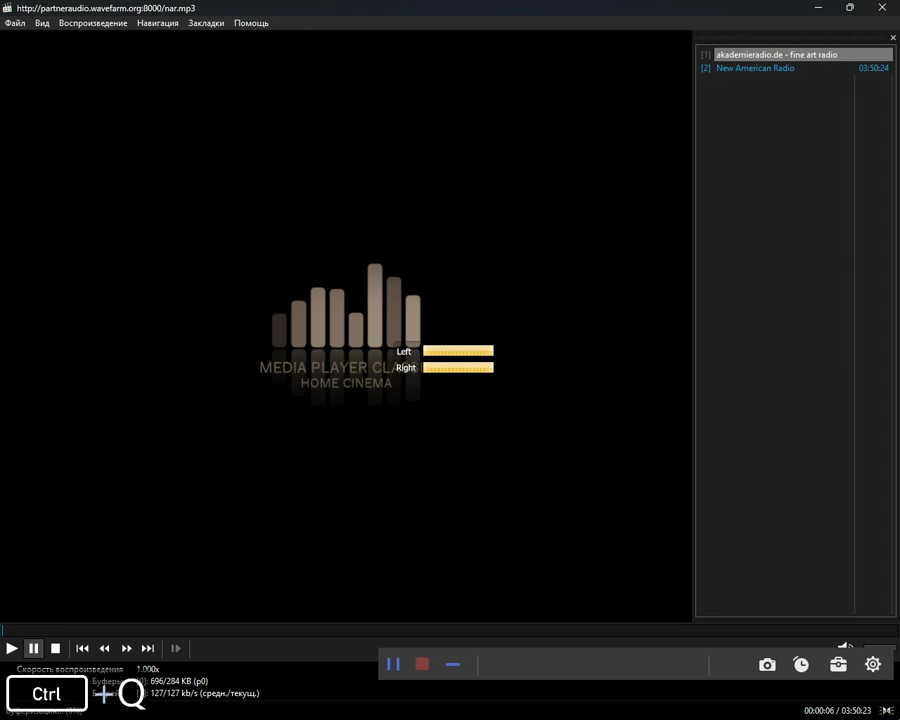 http://partneraudio.wavefarm.org:8000/nar.mp3
Файл Вид Воспроизведение Навигация Закладки Помощь
[1] akademieradio.de - fine art radio
[2] New American Radio 03:50:24
Left
MEDIA PLAYER
Right
HOME CINEMA
Скорость воспроизведения 1.000x
Буферы [0]: 696/284 KB (p0)
127/127 kb/s (средн./текущ.)
Ctrl +Q
00:00:06 / 03:50:23